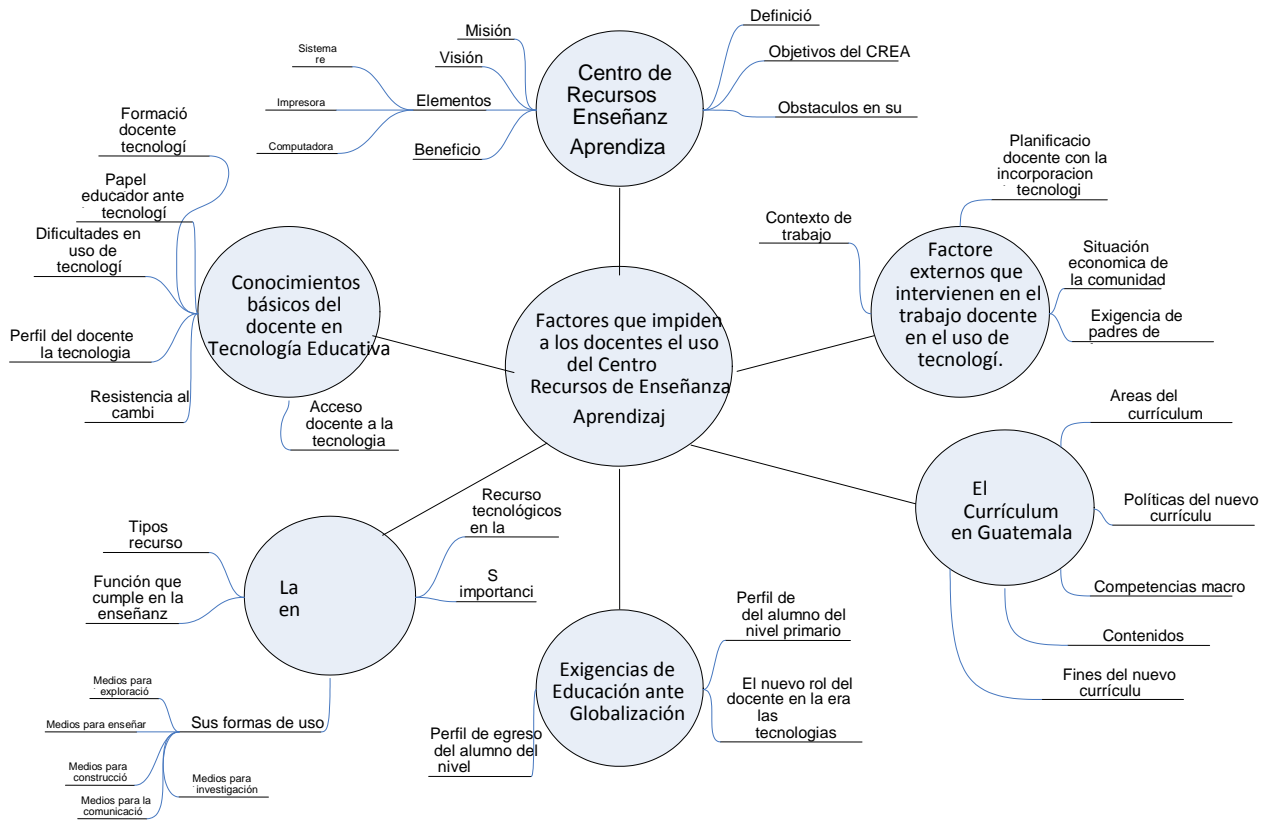 Misión
Visión
Elementos
Beneficio
Sistema
re
Impresora
Computadora
Centro de
Recursos
Enseñanz
Aprendiza
Definició
Objetivos del CREA
Obstaculos en su
Formació
docente
tecnologí
Papel
educador ante
tecnologí
Dificultades en
uso de
tecnologí
Perfil del docente
la tecnologia
Resistencia al
cambi
Acceso
docente a la
tecnologia
Conocimientos
básicos del
docente en
Tecnología Educativa
Factores que impiden
a los docentes el uso
del Centro
Recursos de Enseñanza
Aprendizaj
Planificacio
docente con la
incorporacion
tecnologi
Contexto de
trabajo
Factore
externos que
intervienen en el
trabajo docente
en el uso de
tecnologí.
Situación
economica de
la comunidad
Exigencia de
padres de
Areas del
currículum
El
Currículum
en Guatemala
Políticas del nuevo
currículu
Competencias macro
Contenidos
Fines del nuevo
currículu
Recurso
tecnológicos
en la
S
importanci
Tipos
recurso
Función que
cumple en la
enseñanz
La
en
Sus formas de uso
Medios para
exploració
Medios para enseñar
Medios para
construcció
Medios para la
comunicació
Medios para
investigación
Perfil de
del alumno del
nivel primario
El nuevo rol del
docente en la era
las
tecnologias
Exigencias de
Educación ante
Globalización
Perfil de egreso
del alumno del
nivel